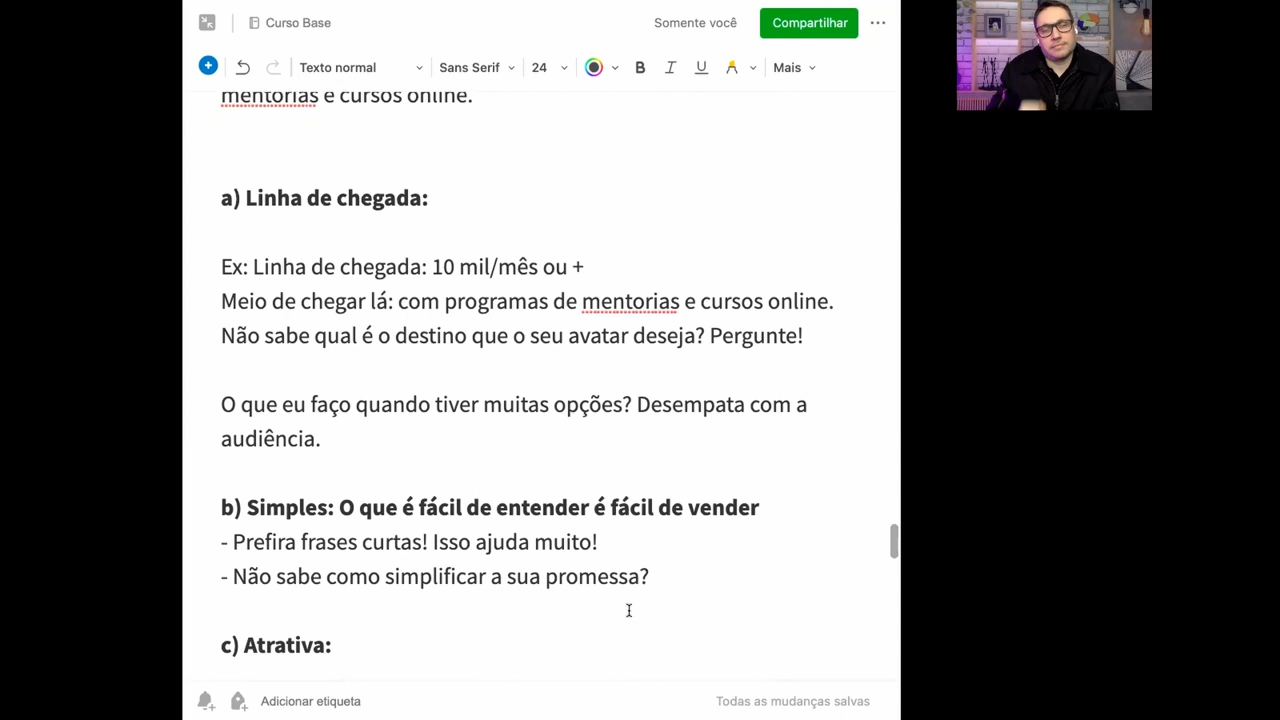 Curso Base
Somente você
Compartilhar
Texto normal
Sans Serif
24
B
I
U
Mais
mentorias e cursos online.
a) Linha de chegada:
Ex: Linha de chegada: 10 mil/mês ou +
Meio de chegar lá: com programas de mentorias e cursos online.
Não sabe qual é o destino que o seu avatar deseja? Pergunte!
O que eu faço quando tiver muitas opções? Desempata com a
audiência.
b) Simples: O que é fácil de entender é fácil de vender
- Prefira frases curtas! Isso ajuda muito!
- Não sabe como simplificar a sua promessa?
c) Atrativa:
Adicionar etiqueta
Todas as mudanças salvas